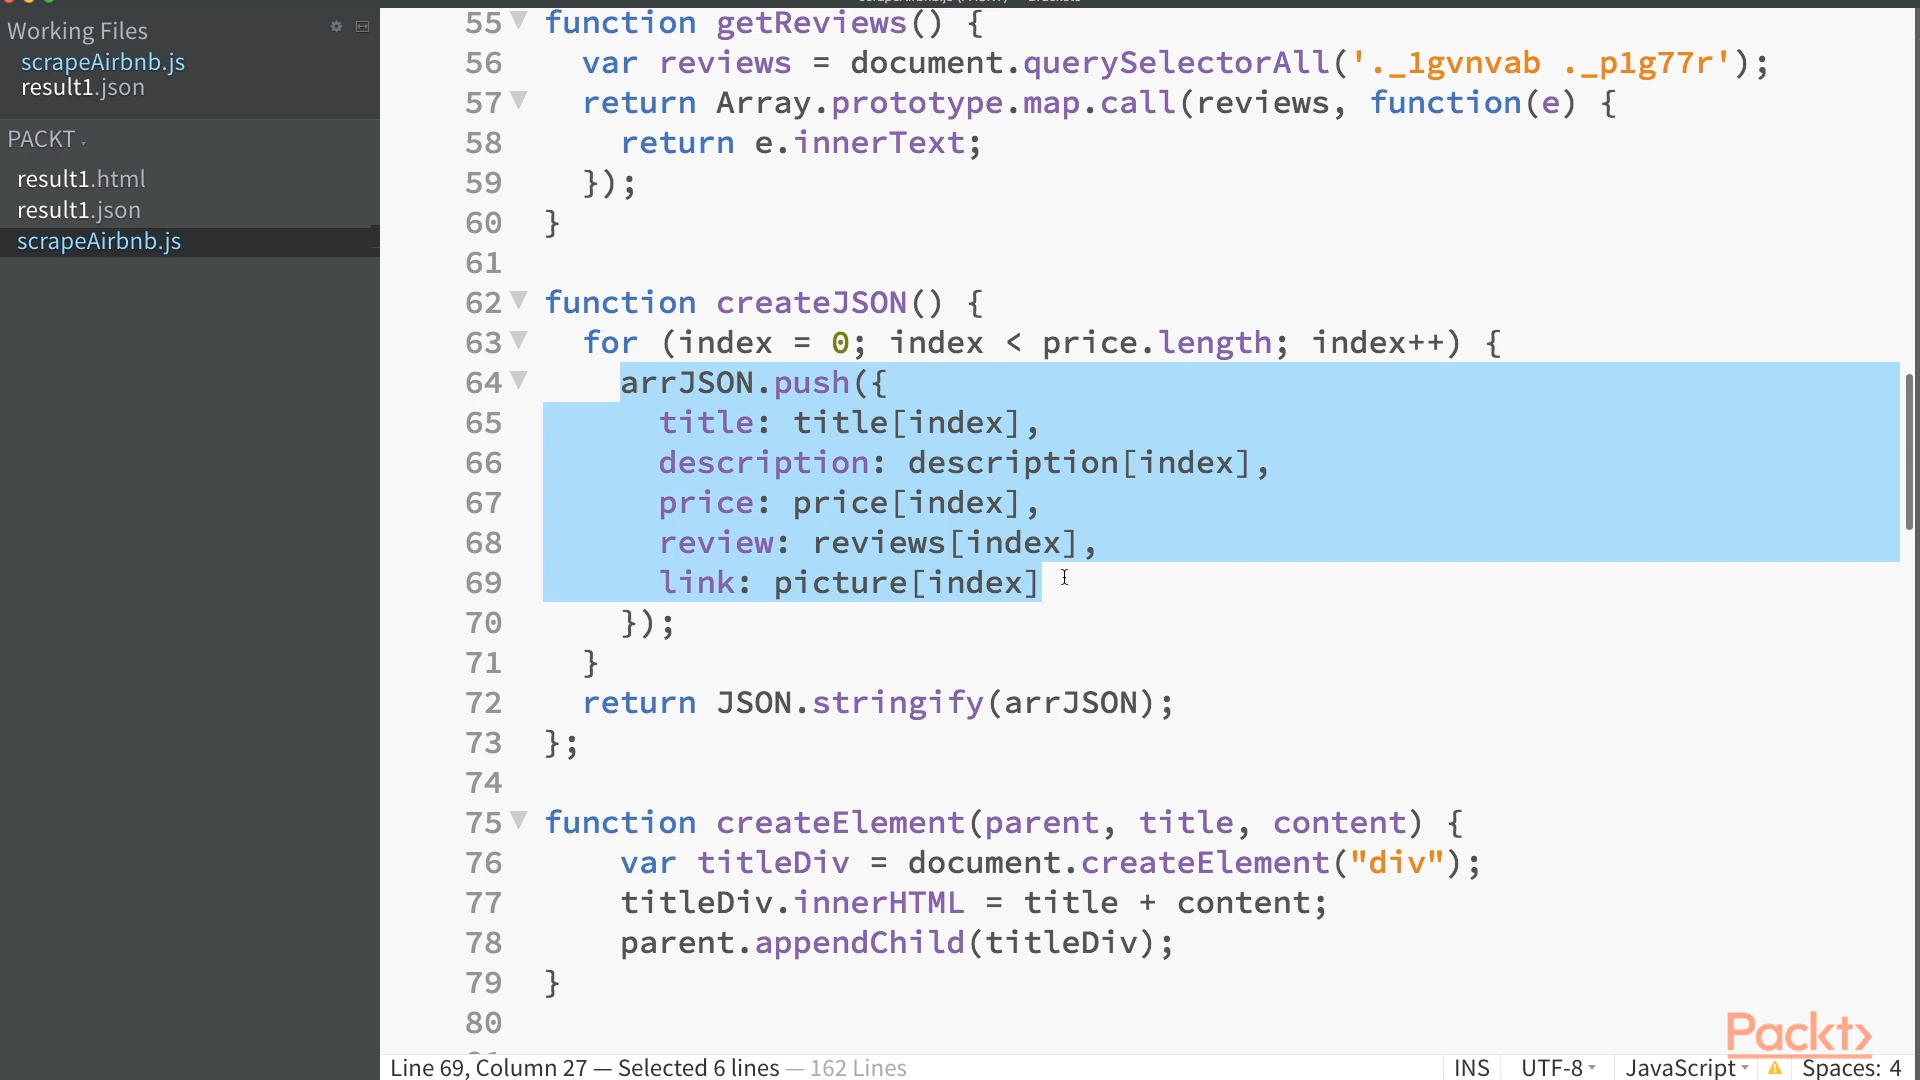 Working Files
scrapeAirbnb.js
result1.json
PACKT
result1.html
result1.json
scrapeAirbnb.js
55 function getReviews() {
56 var reviews = document.querySelectorAll('._1gvnvab ._p1g77r');
57 return Array.prototype.map.call(reviews, function(e) {
58 return e.innerText;
59 });
60 }
61
62 function createJSON() {
63 for (index = 0; index < price.length; index++) {
64 arrJSON.push({
65 title: title[index],
66 description: description[index],
67 price: price[index],
68 review: reviews[index],
69 link: picture[index]
70 });
71 }
72 return JSON.stringify(arrJSON);
73 };
74
75 function createElement(parent, title, content) {
76 var titleDiv = document.createElement("div");
77 titleDiv.innerHTML = title + content;
78 parent.appendChild(titleDiv);
79 }
80
Packt>
Line 69, Column 27 — Selected 6 lines — 162 Lines
INS UTF-8 JavaScript Spaces: 4